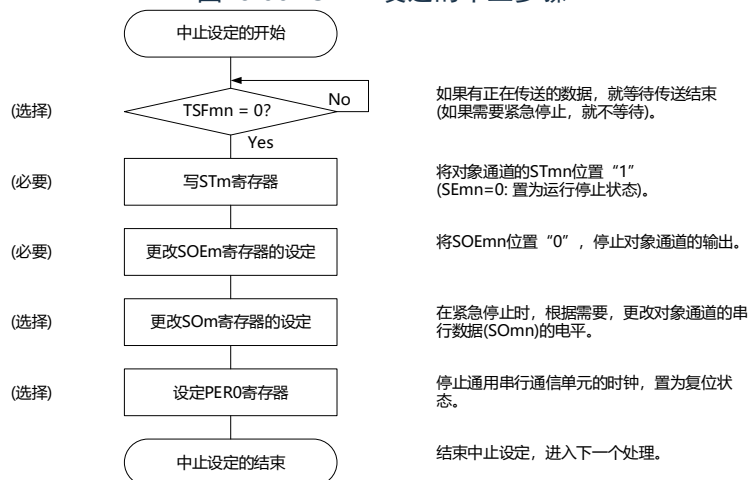 中止设定的开始
(选择)
TSFmn = 0?
No
Yes
如果有正在传送的数据，就等待传送结束
(如果需要紧急停止，就不等待)。
(必要)
写STm寄存器
将对象通道的STmn位置“1”
(SEmn=0: 置为运行停止状态)。
(必要)
更改SOEm寄存器的设定
将SOEmn位置“0”，停止对象通道的输出。
(选择)
更改SOm寄存器的设定
在紧急停止时，根据需要，更改对象通道的串
行数据(SOmn)的电平。
(选择)
设定PER0寄存器
停止通用串行通信单元的时钟，置为复位状
态。
中止设定的结束
结束中止设定，进入下一个处理。